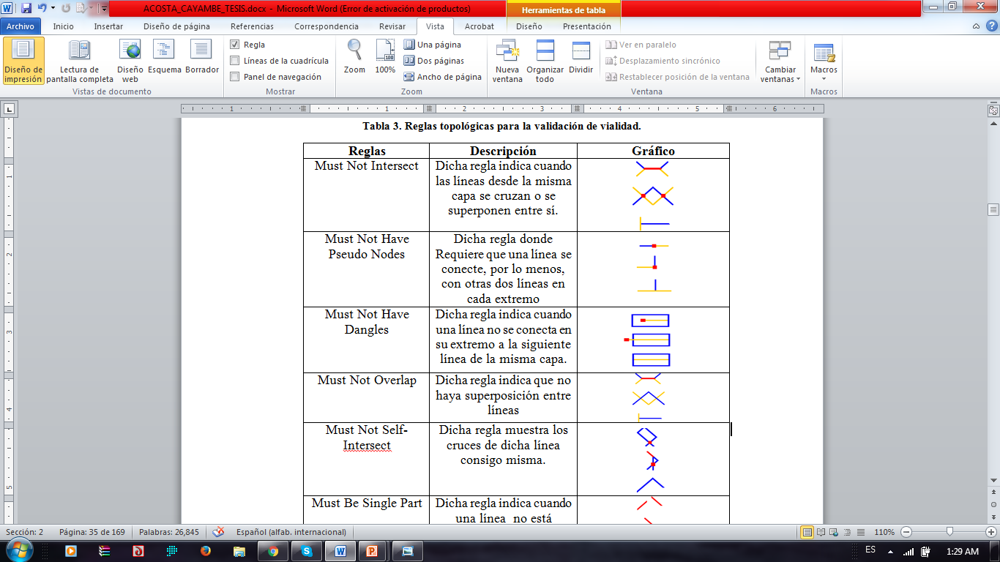 ACOSTA_CAYAMBE_TESIS.docx - Microsoft Word (Error de activación de productos)
Herramientas de tabla
Archivo Inicio Insertar Diseño de página Referencias Correspondencia Revisar Vista Acrobat Diseño Presentación
Diseño de impresión
Lectura de pantalla completa
Diseño web
Esquema
Borrador
Vistas de documento
Regla
Líneas de la cuadrícula
Panel de navegación
Mostrar
Zoom
100%
Una página
Dos páginas
Ancho de página
Zoom
Nueva ventana
Organizar todo
Dividir
Ver en paralelo
Desplazamiento sincrónico
Restablecer posición de la ventana
Ventana
Cambiar ventanas
Macros
Macros
1 1 2 3 4 5 6
Tabla 3. Reglas topológicas para la validación de vialidad.
Reglas Descripción Gráfico
Must Not Intersect
Dicha regla indica cuando
las líneas desde la misma
capa se cruzan o se
superponen entre sí.
Must Not Have
Pseudo Nodes
Dicha regla donde
Requiere que una línea se
conecte, por lo menos,
con otras dos líneas en
cada extremo
Must Not Have
Dangles
Dicha regla indica cuando
una línea no se conecta en
su extremo a la siguiente
línea de la misma capa.
Must Not Overlap
Dicha regla indica que no
haya superposición entre
líneas
Must Not Self-
Intersect
Dicha regla muestra los
cruces de dicha línea
consigo misma.
Must Be Single Part
Dicha regla indica cuando
una línea no está
1
2
3
4
5
Sección: 2 Página: 35 de 169 Palabras: 26,845 Español (alfab. internacional) 110%
ES 1:29 AM